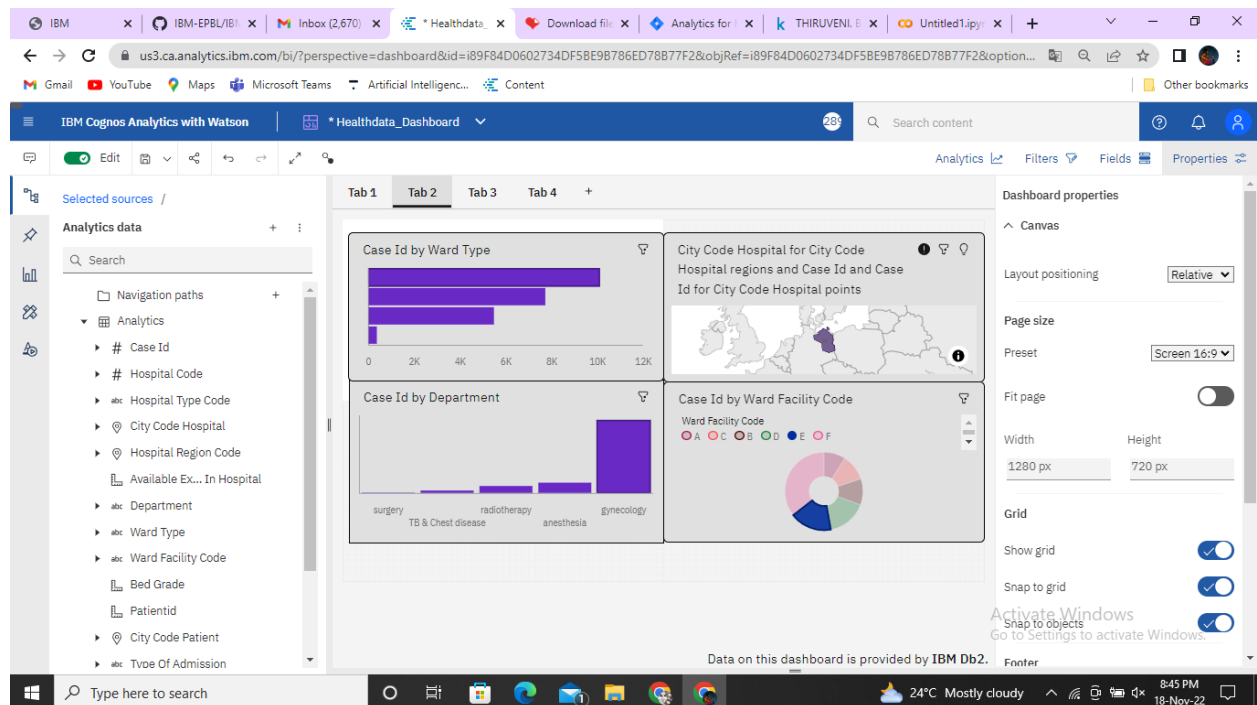 IBM
IBM-EPBL/IBM
Inbox (2,670)
* Healthdata_
Download file
Analytics for
THIRUVENI. B
Untitled1.ipyn
us3.ca.analytics.ibm.com/bi/?perspective=dashboard&id=i89F84D0602734DF5BE9B786ED78B77F2&objRef=i89F84D0602734DF5BE9B786ED78B77F2&option...
Gmail
YouTube
Maps
Microsoft Teams
Artificial Intelligenc...
Content
Other bookmarks
IBM Cognos Analytics with Watson
* Healthdata_Dashboard
289
Search content
Edit
Analytics
Filters
Fields
Properties
Selected sources /
Analytics data
Search
Navigation paths
Analytics
# Case Id
# Hospital Code
abc Hospital Type Code
City Code Hospital
Hospital Region Code
Available Ex... In Hospital
abc Department
abc Ward Type
abc Ward Facility Code
Bed Grade
Patientid
City Code Patient
abc Type Of Admission
Tab 1
Tab 2
Tab 3
Tab 4
+
Case Id by Ward Type
0 2K 4K 6K 8K 10K 12K
City Code Hospital for City Code
Hospital regions and Case Id and Case
Id for City Code Hospital points
Case Id by Department
surgery
TB & Chest disease
radiotherapy
anesthesia
gynecology
Case Id by Ward Facility Code
Ward Facility Code
A C B D E F
Data on this dashboard is provided by IBM Db2.
Dashboard properties
Canvas
Layout positioning
Relative
Page size
Preset
Screen 16:9
Fit page
Width
Height
1280 px
720 px
Grid
Show grid
Snap to grid
Snap to objects
Footer
Activate Windows
Go to Settings to activate Windows.
Type here to search
1
24°C Mostly cloudy
8:45 PM
18-Nov-22